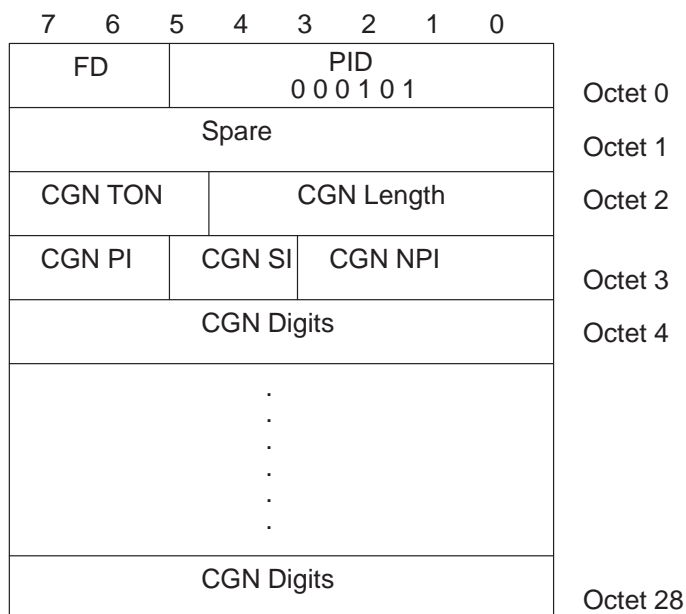 7 6 5 4 3 2 1 0
FD PID
0 0 0 1 0 1 Octet 0
Spare Octet 1
CGN TON CGN Length Octet 2
CGN PI CGN SI CGN NPI Octet 3
CGN Digits Octet 4
.
.
.
.
.
.
CGN Digits Octet 28